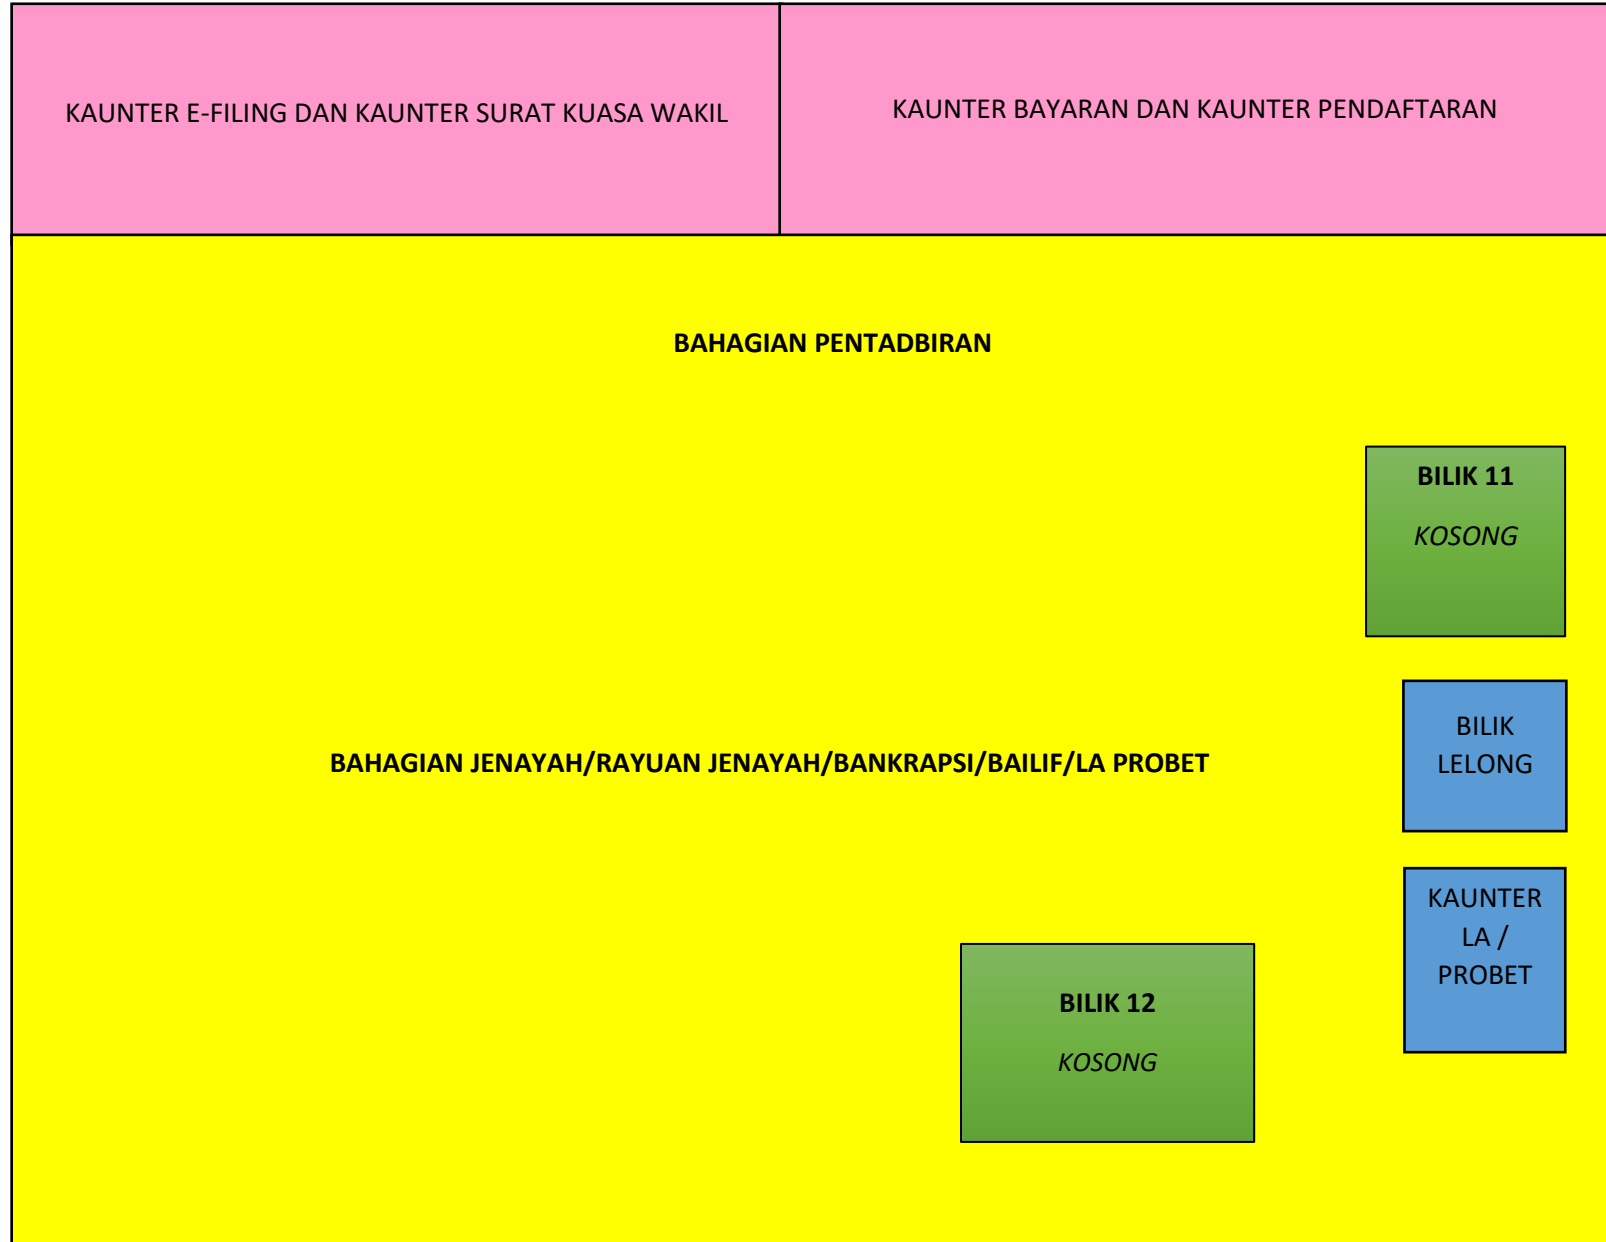 KAUNTER E-FILING DAN KAUNTER SURAT KUASA WAKIL
KAUNTER BAYARAN DAN KAUNTER PENDAFTARAN
BAHAGIAN PENTADBIRAN
BILIK 11
KOSONG
BAHAGIAN JENAYAH/RAYUAN JENAYAH/BANKRAPSI/BAILIF/LA PROBET
BILIK
LELONG
KAUNTER
LA /
PROBET
BILIK 12
KOSONG